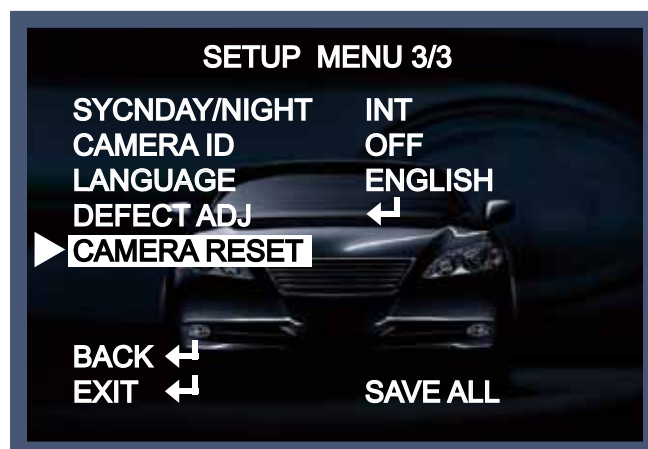 SETUP MENU 3/3
SYCNDAY/NIGHT INT
CAMERA ID OFF
LANGUAGE ENGLISH
DEFECT ADJ ↲
CAMERA RESET
BACK ↲
EXIT ↲ SAVE ALL